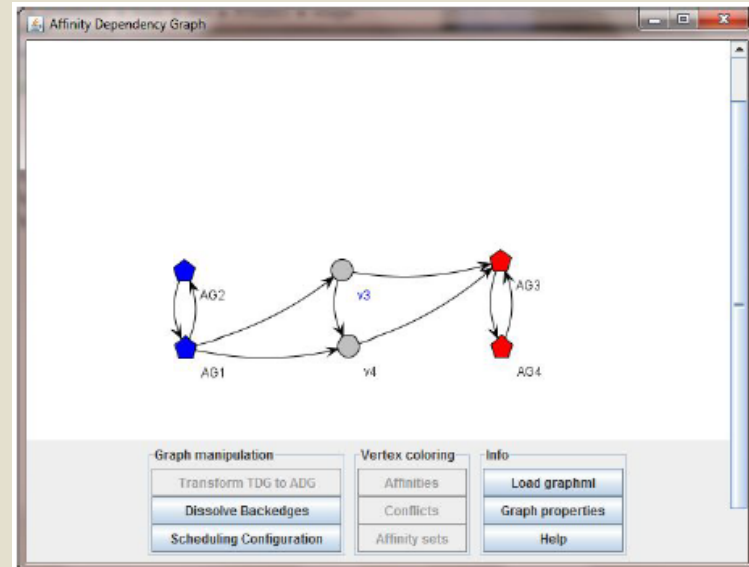 Affinity Dependency Graph
AG2
v3
AG3
AG1
v4
AG4
Graph manipulation
Transform TDG to ADG
Dissolve Backedges
Scheduling Configuration
Vertex coloring
Affinities
Conflicts
Affinity sets
Info
Load graphml
Graph properties
Help